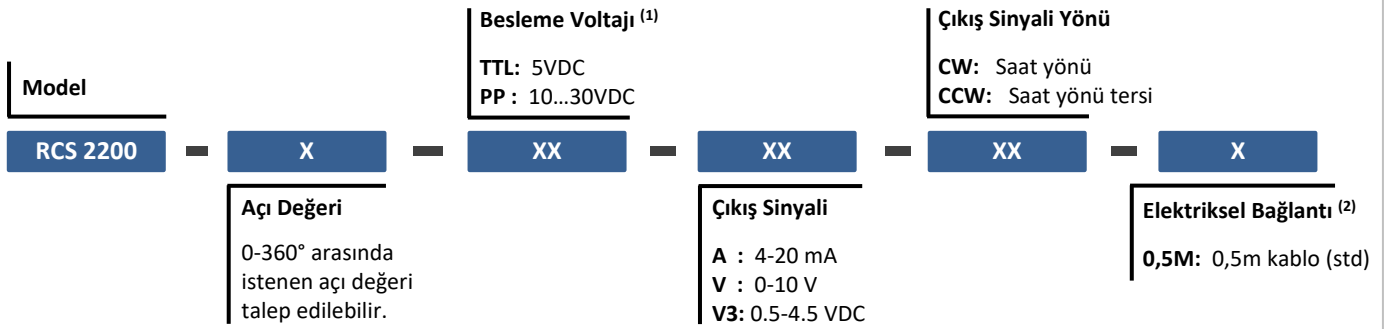 Model
RCS 2200
X
Açı Değeri
0-360° arasında
istenen açı değeri
talep edilebilir.
Besleme Voltajı (1)
TTL: 5VDC
PP : 10...30VDC
XX
XX
Çıkış Sinyali
A : 4-20 mA
V : 0-10 V
V3: 0.5-4.5 VDC
Çıkış Sinyali Yönü
CW: Saat yönü
CCW: Saat yönü tersi
XX
X
Elektriksel Bağlantı (2)
0,5M: 0,5m kablo (std)